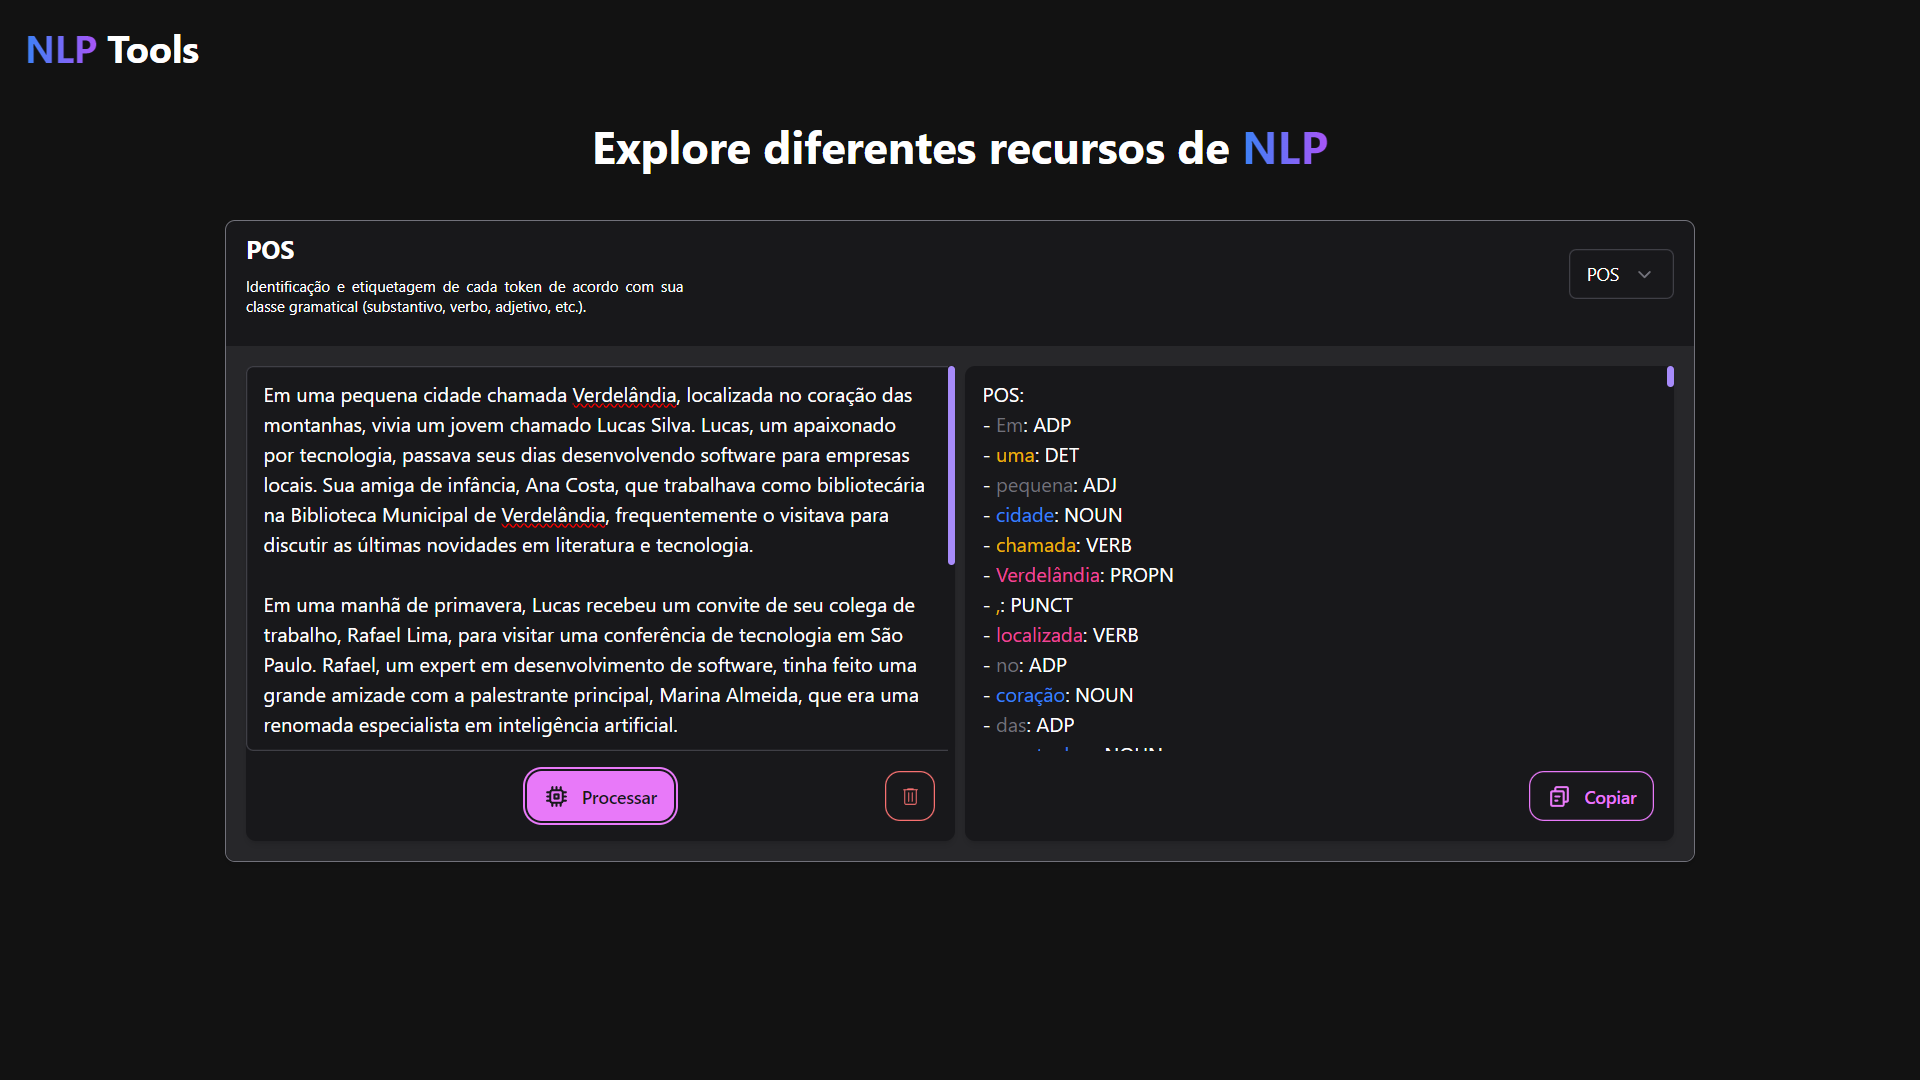 NLP Tools
Explore diferentes recursos de NLP
POS
Identificação e etiquetagem de cada token de acordo com sua
classe gramatical (substantivo, verbo, adjetivo, etc.).
POS
Em uma pequena cidade chamada Verdelândia, localizada no coração das
montanhas, vivia um jovem chamado Lucas Silva. Lucas, um apaixonado
por tecnologia, passava seus dias desenvolvendo software para empresas
locais. Sua amiga de infância, Ana Costa, que trabalhava como bibliotecária
na Biblioteca Municipal de Verdelândia, frequentemente o visitava para
discutir as últimas novidades em literatura e tecnologia.
Em uma manhã de primavera, Lucas recebeu um convite de seu colega de
trabalho, Rafael Lima, para visitar uma conferência de tecnologia em São
Paulo. Rafael, um expert em desenvolvimento de software, tinha feito uma
grande amizade com a palestrante principal, Marina Almeida, que era uma
renomada especialista em inteligência artificial.
Processar
POS:
- Em: ADP
- uma: DET
- pequena: ADJ
- cidade: NOUN
- chamada: VERB
- Verdelândia: PROPN
- ,: PUNCT
- localizada: VERB
- no: ADP
- coração: NOUN
- das: ADP
Copiar